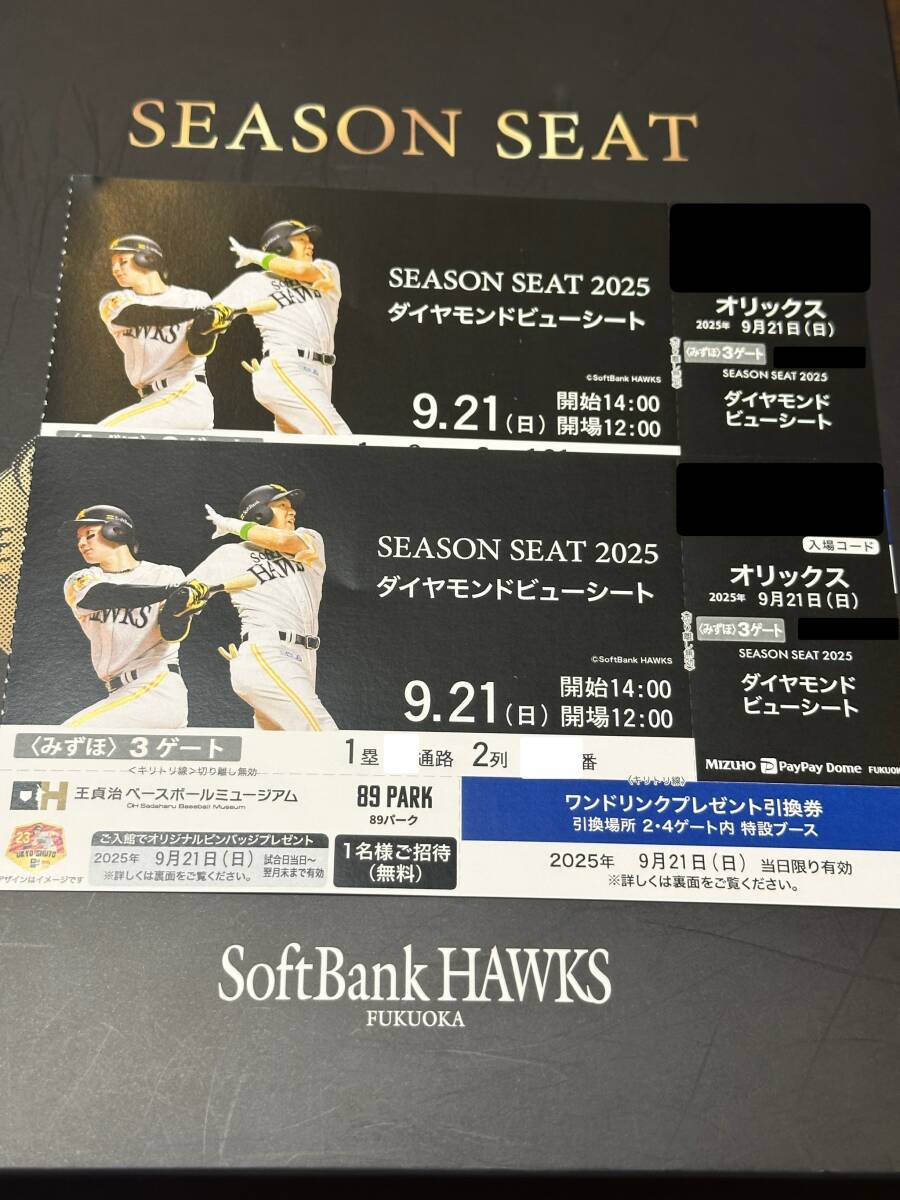 SEASON SEAT
SEASON SEAT 2025
ダイヤモンドビューシート
©SoftBank HAWKS
9.21(日) 開始14:00
開場12:00
オリックス
2025年 9月21日(日)
〈みずほ〉3ゲート
SEASON SEAT 2025
ダイヤモンド
ビューシート
HAWKS
HAWKS
SEASON SEAT 2025
ダイヤモンドビューシート
©SoftBank HAWKS
9.21(日) 開始14:00
開場12:00
入場コード
オリックス
2025年 9月21日(日)
〈みずほ〉3ゲート
SEASON SEAT 2025
ダイヤモンド
ビューシート
MIZUHO PayPay Dome FUKUOK
HAWKS
HAWKS
〈みずほ〉3ゲート 1塁 通路 2列 番
〈キリトリ線〉切り離し無効
〈キリトリ線〉
王貞治ベースボールミュージアム
OH Sadaharu Baseball Museum
89 PARK
89パーク
ご入館でオリジナルピンバッジプレゼント
2025年 9月21日(日) 試合日当日〜
翌月末まで有効
※詳しくは裏面をご覧ください。
デザインはイメージです
1名様ご招待
(無料)
ワンドリンクプレゼント引換券
引換場所 2・4ゲート内 特設ブース
2025年 9月21日(日) 当日限り有効
※詳しくは裏面をご覧ください。
SoftBank HAWKS
FUKUOKA